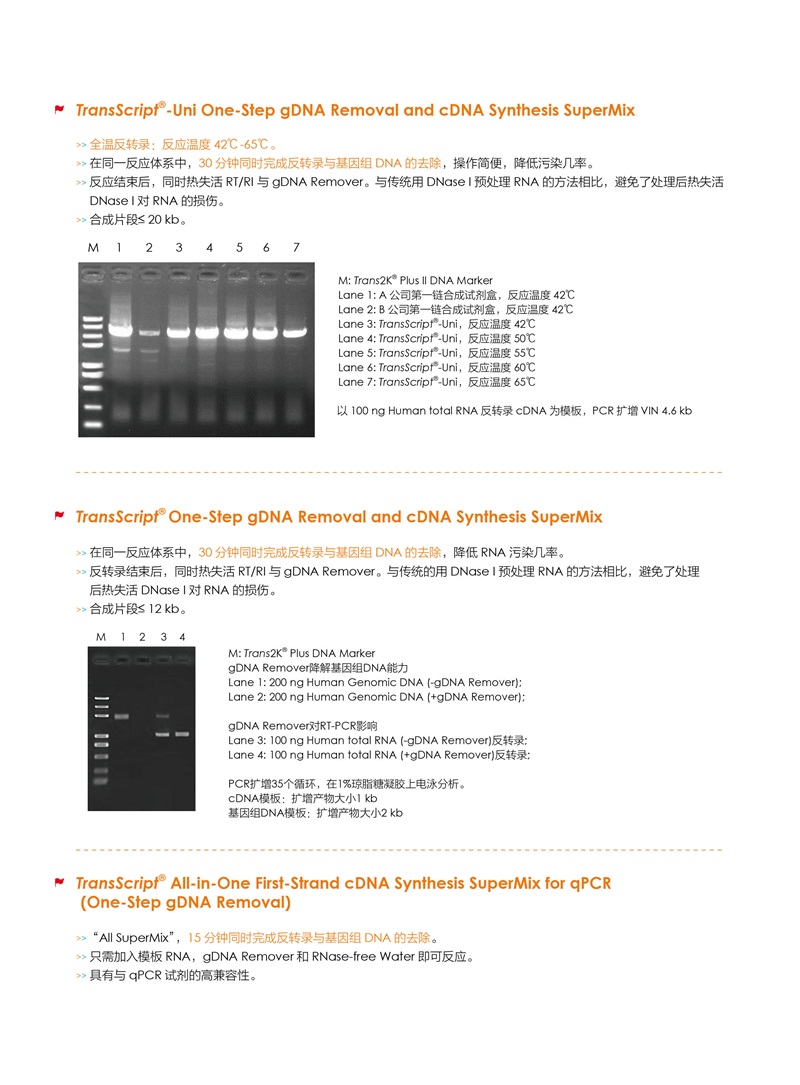 TransScript®-Uni One-Step gDNA Removal and cDNA Synthesis SuperMix
>> 全温反转录：反应温度 42℃ -65℃ 。
>> 在同一反应体系中，30 分钟同时完成反转录与基因组 DNA 的去除，操作简便，降低污染几率。
>> 反应结束后，同时热失活 RT/RI 与 gDNA Remover。与传统用 DNase I 预处理 RNA 的方法相比，避免了处理后热失活
DNase I 对 RNA 的损伤。
>> 合成片段≤ 20 kb。
M 1 2 3 4 5 6 7
M: Trans2K® Plus II DNA Marker
Lane 1: A 公司第一链合成试剂盒，反应温度 42℃
Lane 2: B 公司第一链合成试剂盒，反应温度 42℃
Lane 3: TransScript®-Uni，反应温度 42℃
Lane 4: TransScript®-Uni，反应温度 50℃
Lane 5: TransScript®-Uni，反应温度 55℃
Lane 6: TransScript®-Uni，反应温度 60℃
Lane 7: TransScript®-Uni，反应温度 65℃
以 100 ng Human total RNA 反转录 cDNA 为模板，PCR 扩增 VIN 4.6 kb
TransScript® One-Step gDNA Removal and cDNA Synthesis SuperMix
>> 在同一反应体系中，30 分钟同时完成反转录与基因组 DNA 的去除，降低 RNA 污染几率。
>> 反转录结束后，同时热失活 RT/RI 与 gDNA Remover。与传统的用 DNase I 预处理 RNA 的方法相比，避免了处理
后热失活 DNase I 对 RNA 的损伤。
>> 合成片段≤ 12 kb。
M 1 2 3 4
M: Trans2K® Plus DNA Marker
gDNA Remover降解基因组DNA能力
Lane 1: 200 ng Human Genomic DNA (-gDNA Remover);
Lane 2: 200 ng Human Genomic DNA (+gDNA Remover);
gDNA Remover对RT-PCR影响
Lane 3: 100 ng Human total RNA (-gDNA Remover)反转录;
Lane 4: 100 ng Human total RNA (+gDNA Remover)反转录;
PCR扩增35个循环，在1%琼脂糖凝胶上电泳分析。
cDNA模板：扩增产物大小1 kb
基因组DNA模板：扩增产物大小2 kb
TransScript® All-in-One First-Strand cDNA Synthesis SuperMix for qPCR
(One-Step gDNA Removal)
>> “All SuperMix”，15 分钟同时完成反转录与基因组 DNA 的去除。
>> 只需加入模板 RNA，gDNA Remover 和 RNase-free Water 即可反应。
>> 具有与 qPCR 试剂的高兼容性。